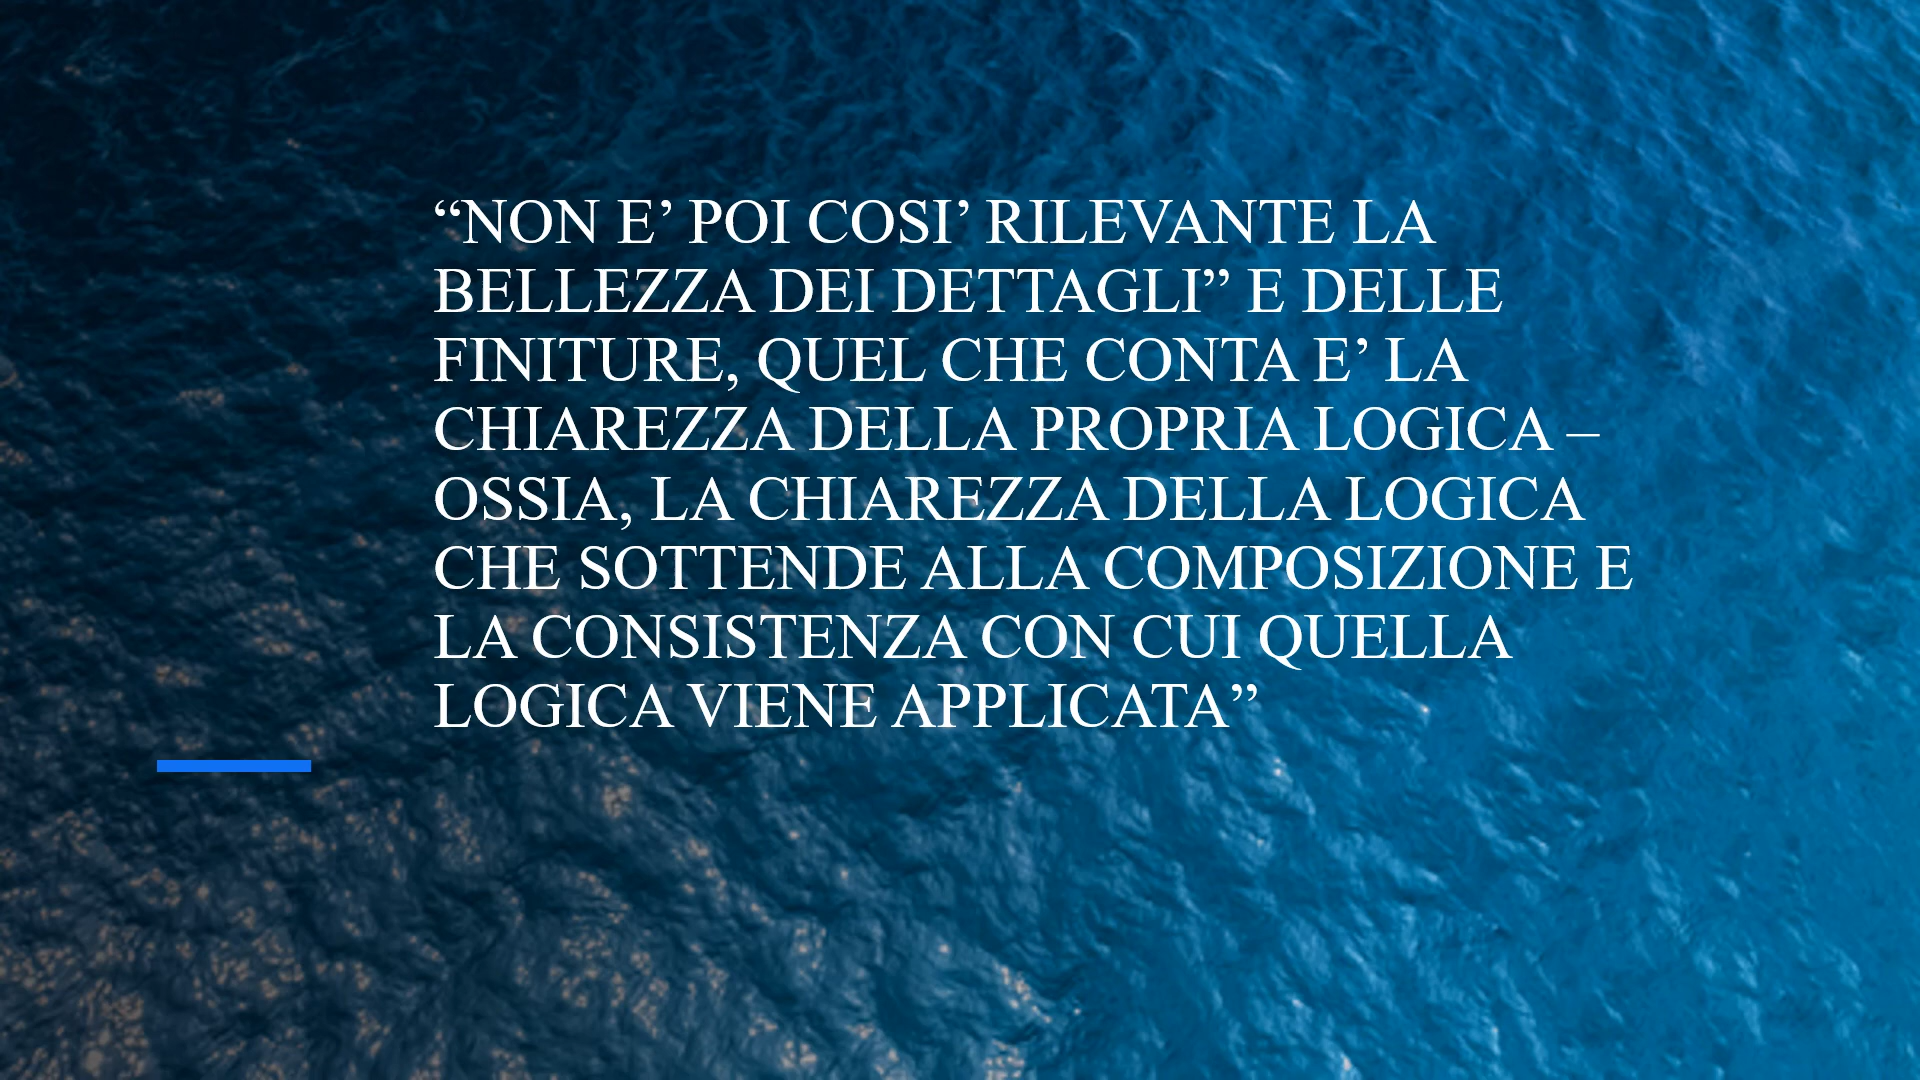 “NON E’ POI COSI’ RILEVANTE LA
BELLEZZA DEI DETTAGLI” E DELLE
FINITURE, QUEL CHE CONTA E’ LA
CHIAREZZA DELLA PROPRIA LOGICA –
OSSIA, LA CHIAREZZA DELLA LOGICA
CHE SOTTENDE ALLA COMPOSIZIONE E
LA CONSISTENZA CON CUI QUELLA
LOGICA VIENE APPLICATA”